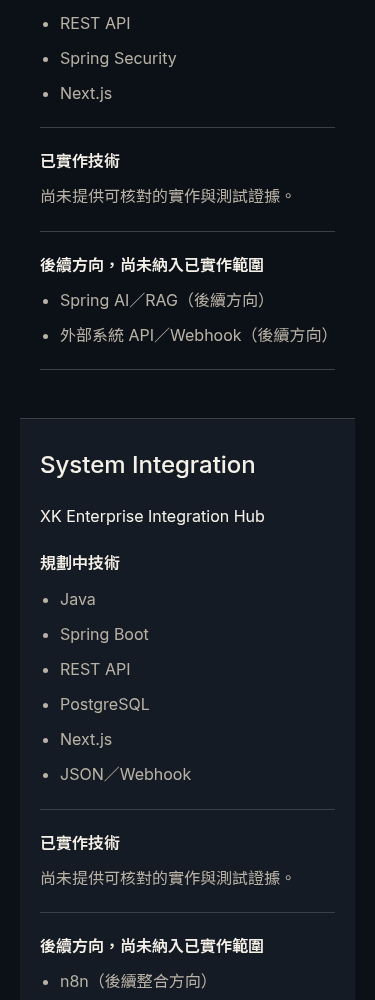 • REST API
• Spring Security
• Next.js
已實作技術
尚未提供可核對的實作與測試證據。
後續方向，尚未納入已實作範圍
• Spring AI／RAG（後續方向）
• 外部系統 API／Webhook（後續方向）
System Integration
XK Enterprise Integration Hub
規劃中技術
• Java
• Spring Boot
• REST API
• PostgreSQL
• Next.js
• JSON／Webhook
已實作技術
尚未提供可核對的實作與測試證據。
後續方向，尚未納入已實作範圍
• n8n（後續整合方向）